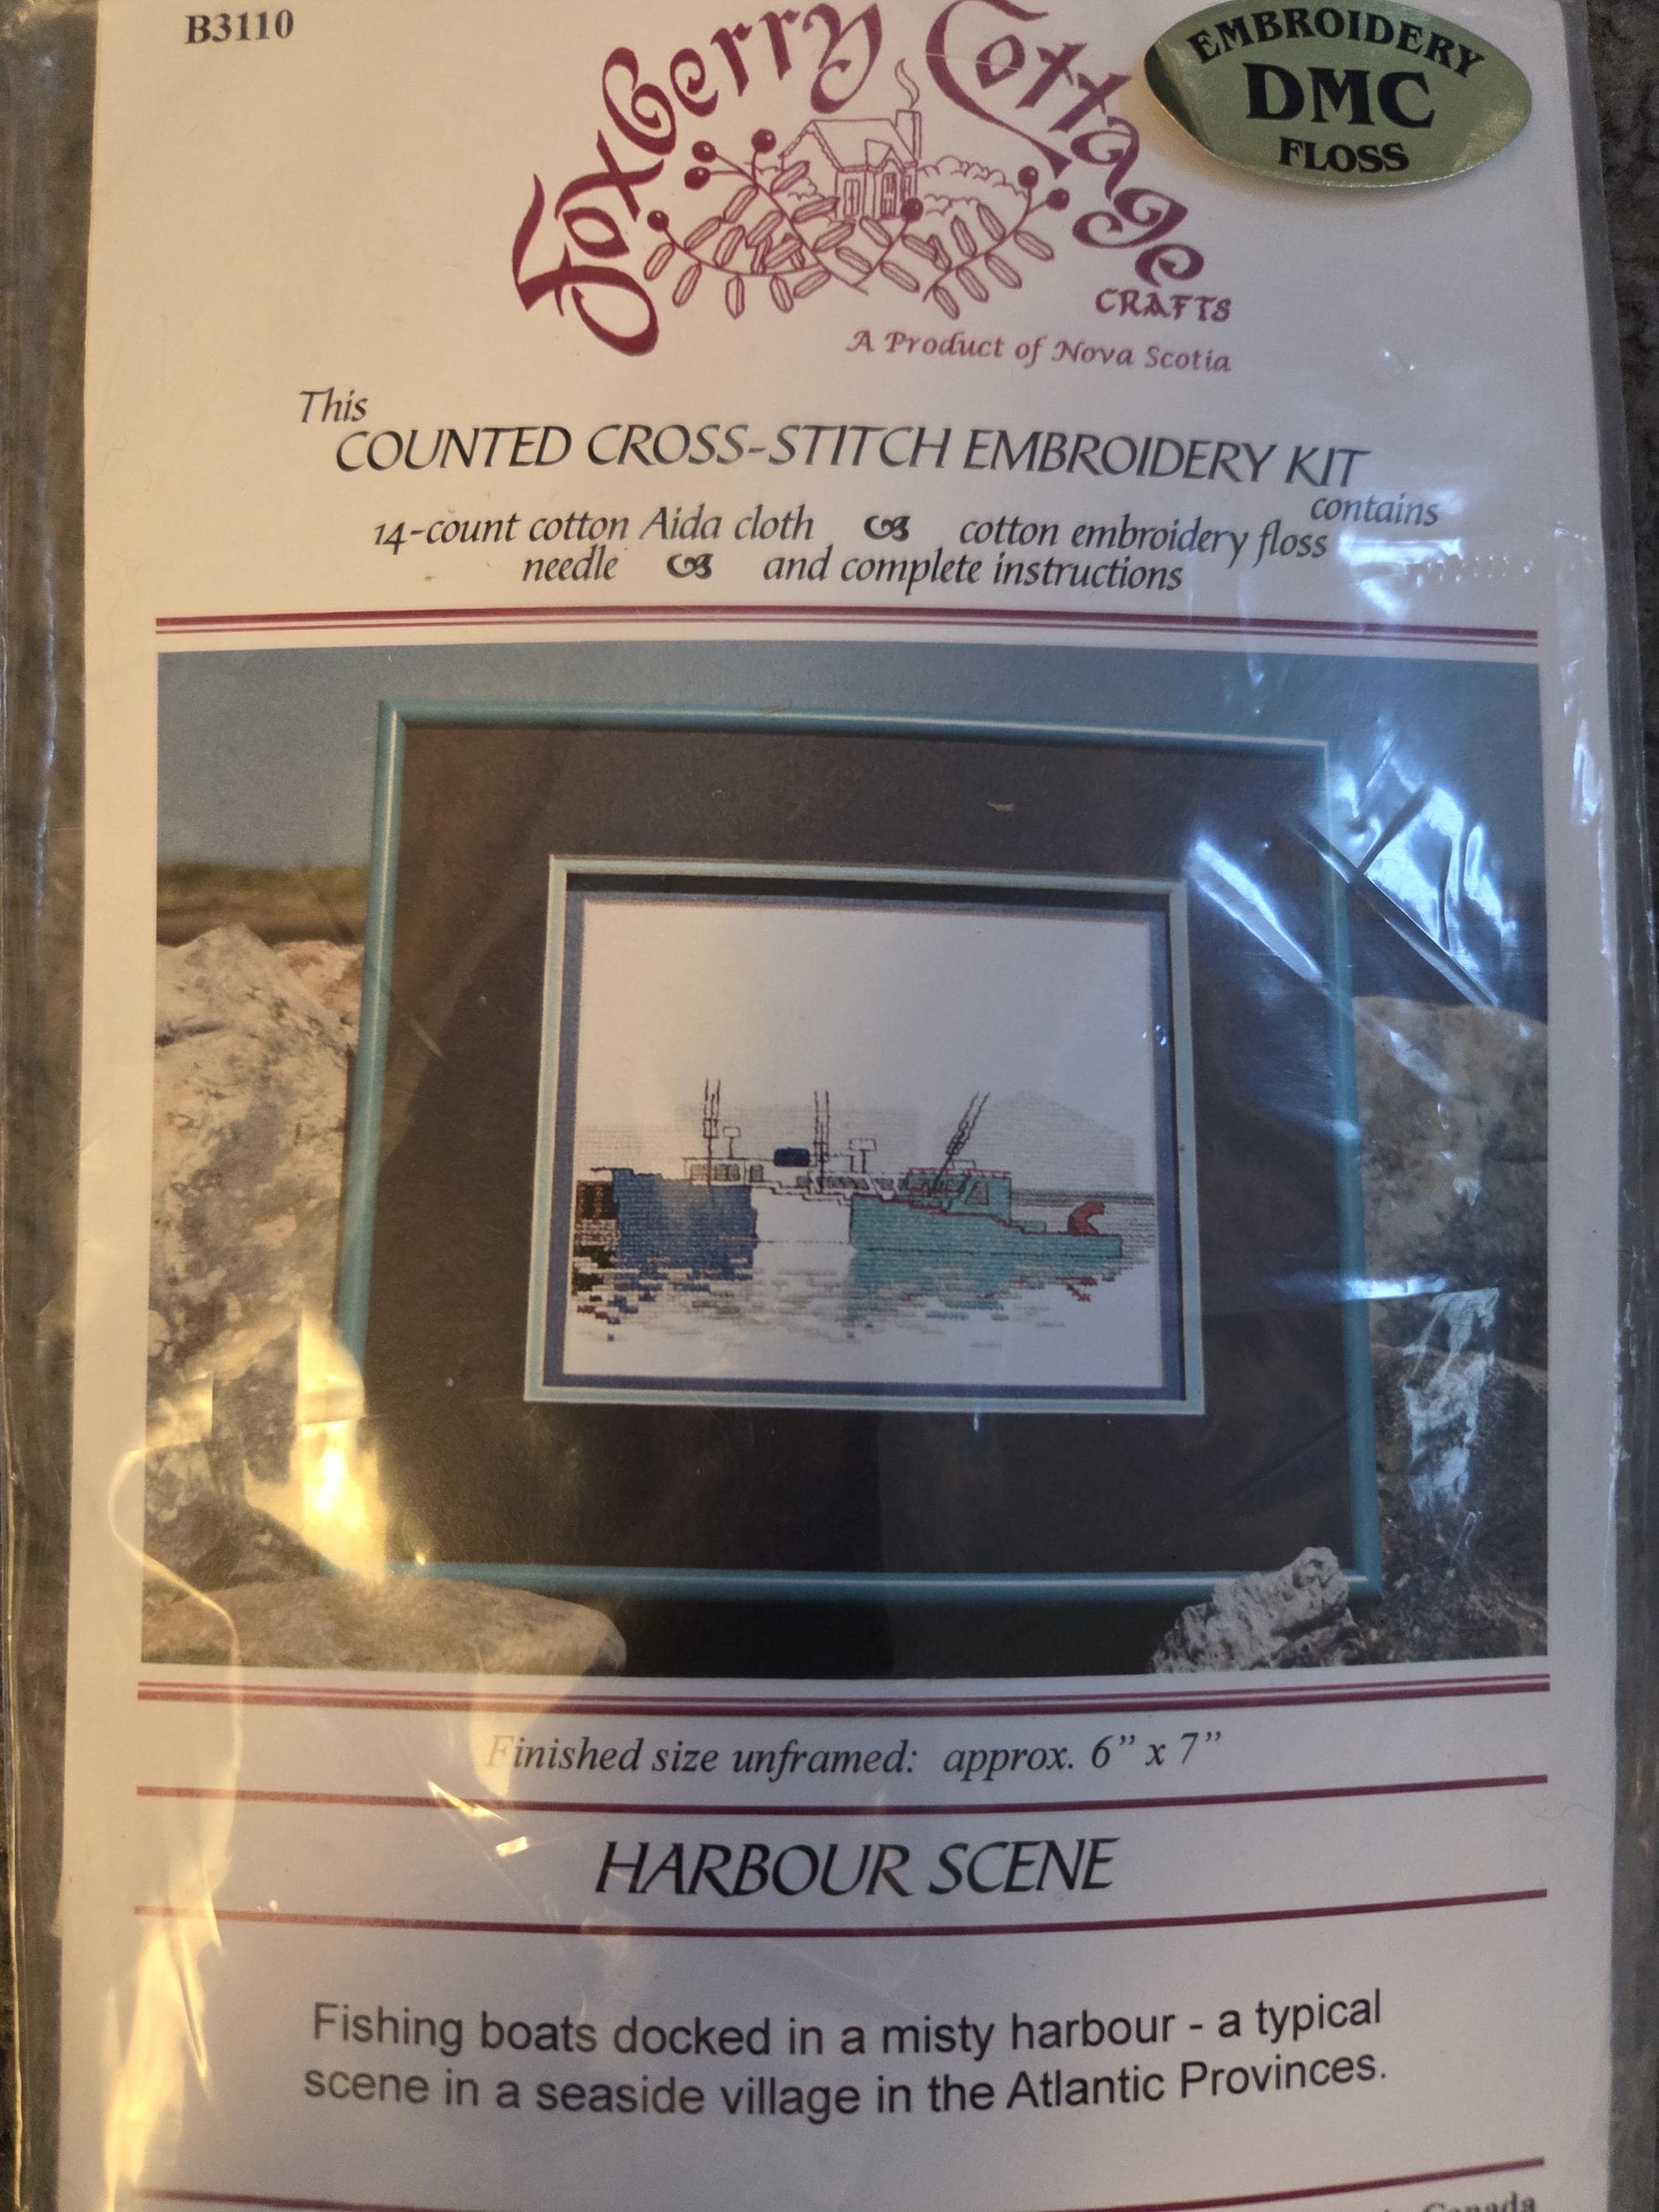 B3110
Foxberry Cottage
CRAFTS
A Product of Nova Scotia
EMBROIDERY
DMC
FLOSS
This
COUNTED CROSS-STITCH EMBROIDERY KIT
contains
14-count cotton Aida cloth cotton embroidery floss
needle and complete instructions
Finished size unframed: approx. 6" x 7"
HARBOUR SCENE
Fishing boats docked in a misty harbour - a typical
scene in a seaside village in the Atlantic Provinces.
Canada